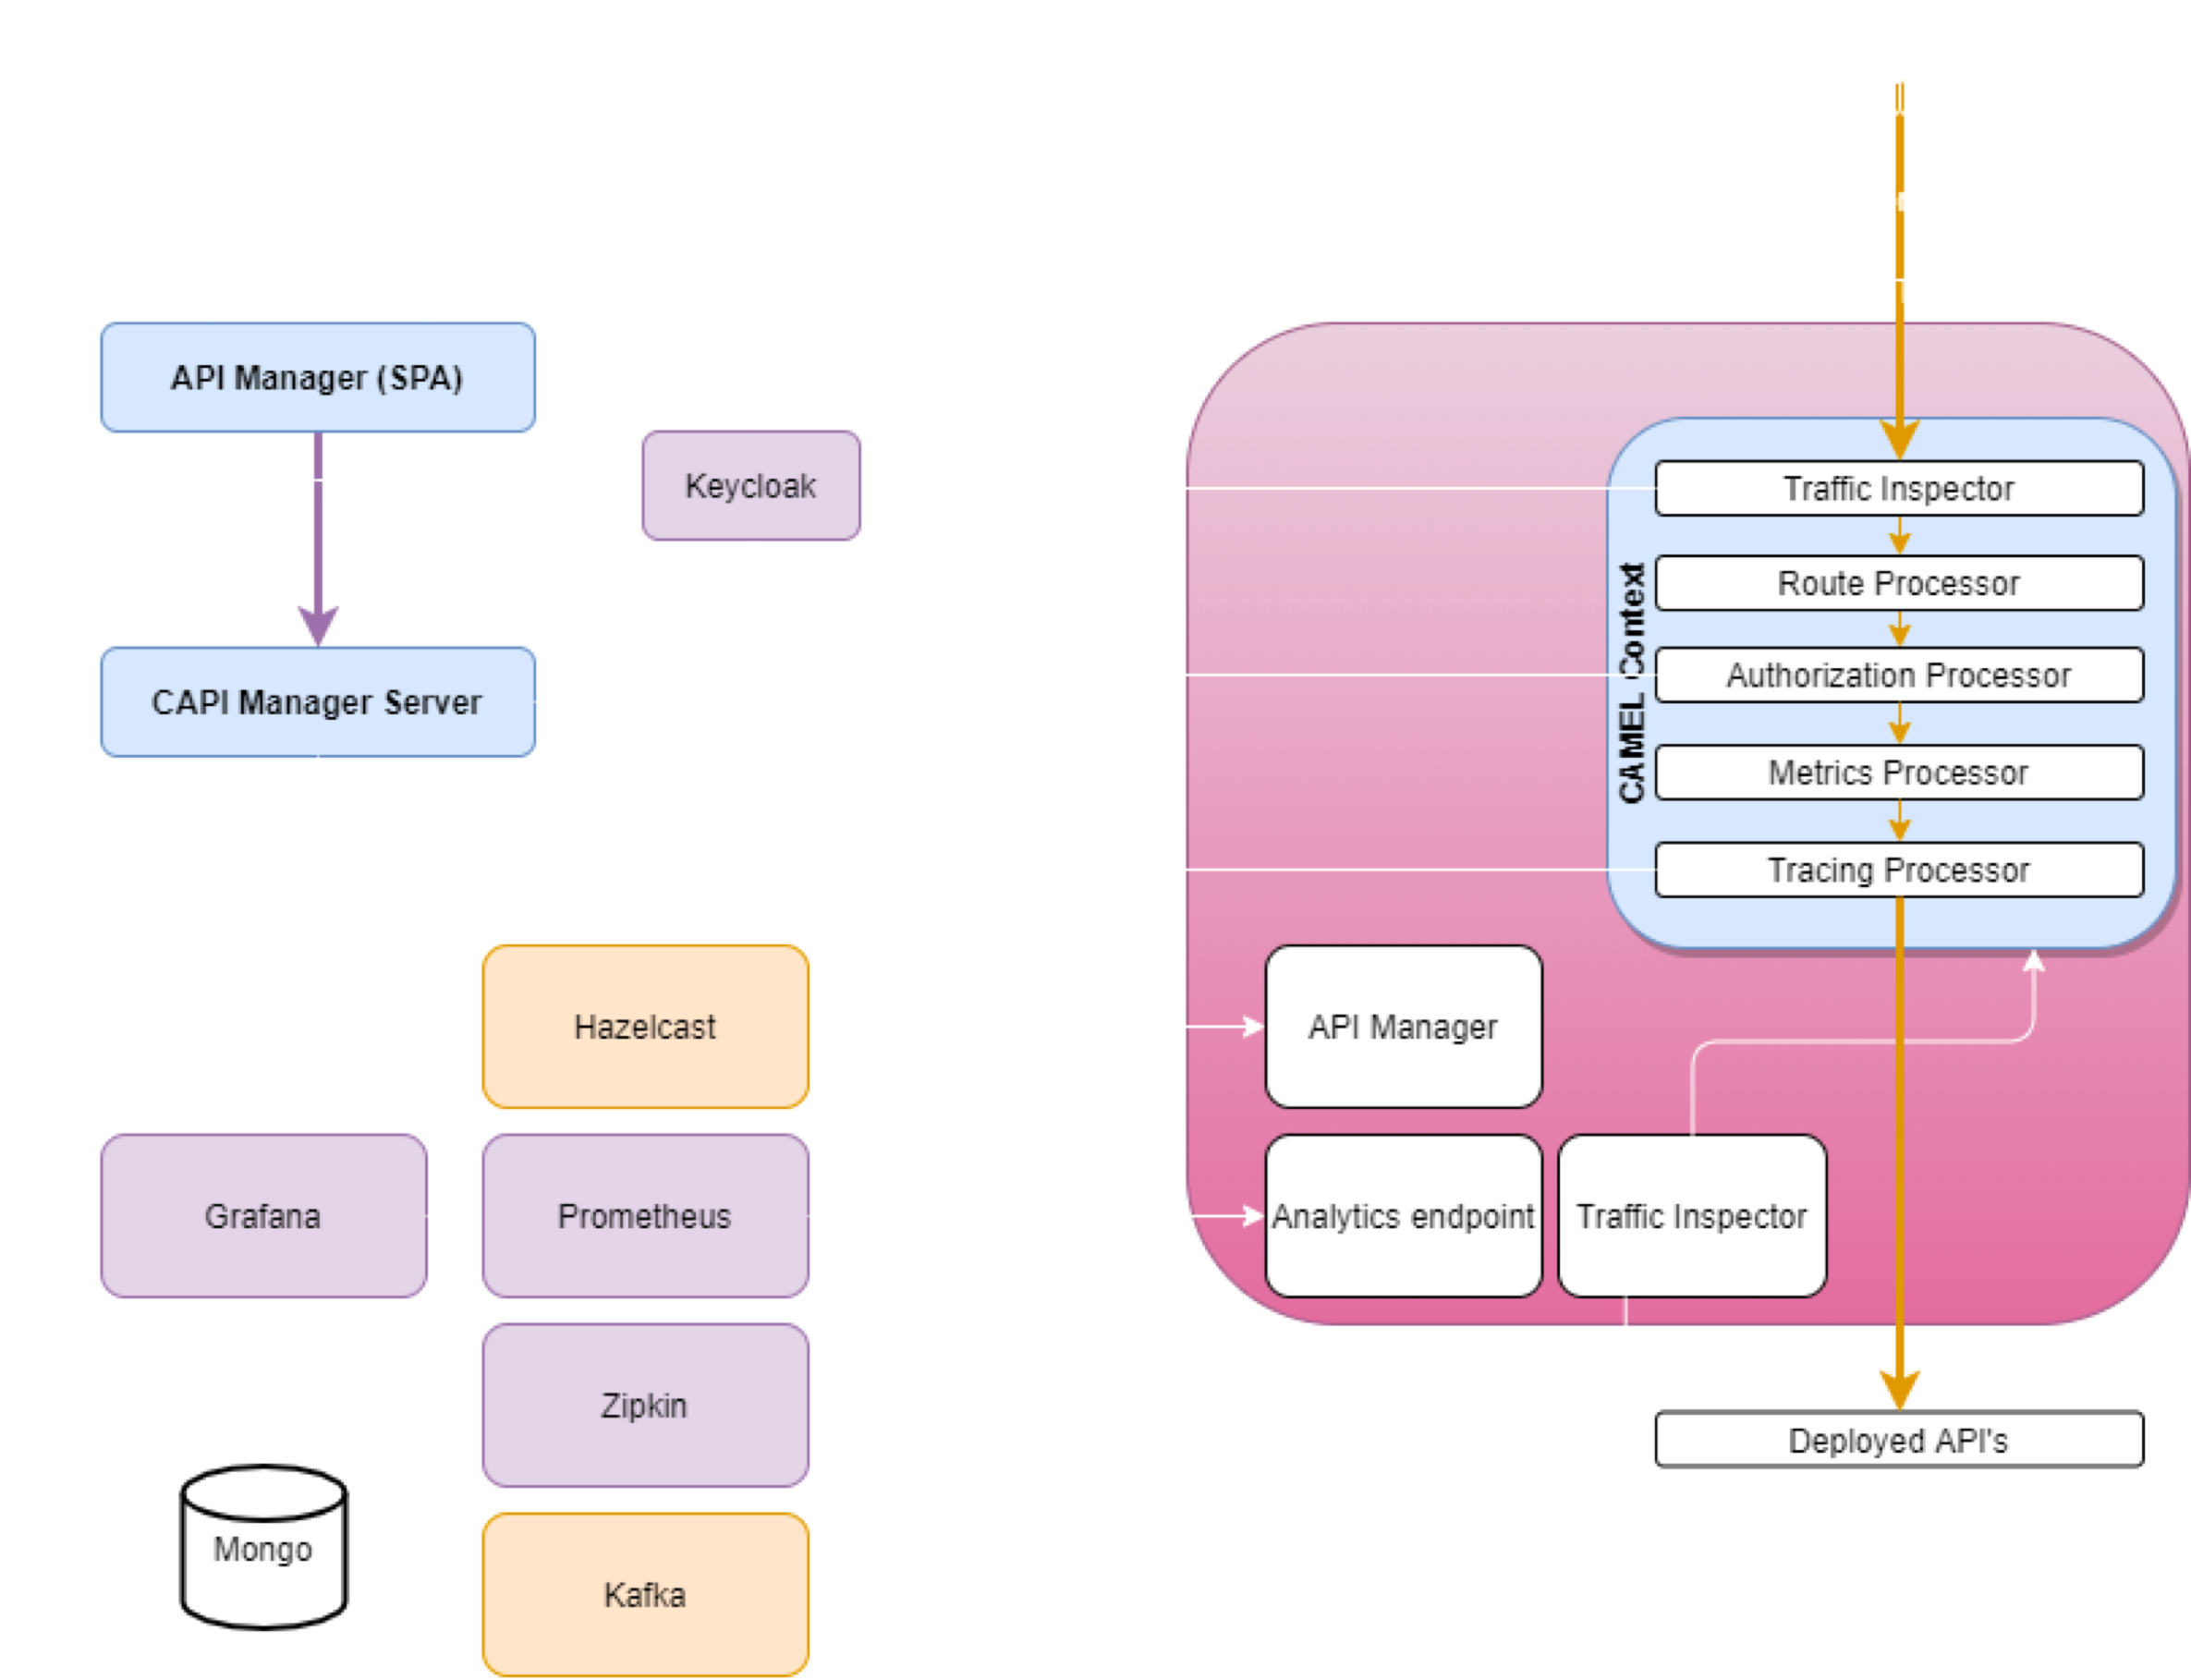 API Manager (SPA)
Keycloak
CAPI Manager Server
Hazelcast
Grafana
Prometheus
Zipkin
Mongo
Kafka
CAMEL Context
Traffic Inspector
Route Processor
Authorization Processor
Metrics Processor
Tracing Processor
API Manager
Analytics endpoint
Traffic Inspector
Deployed API's